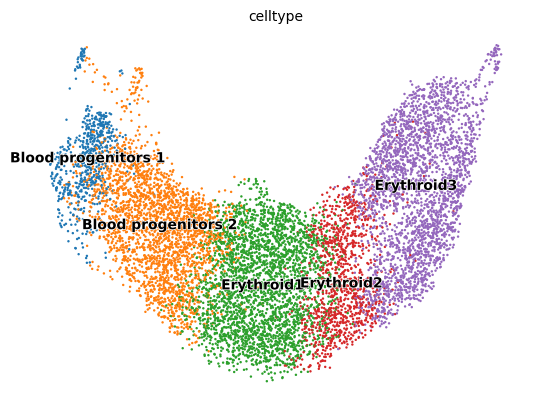 celltype
Blood progenitors 1
Erythroid3
Blood progenitors 2
Erythroid1
Erythroid2